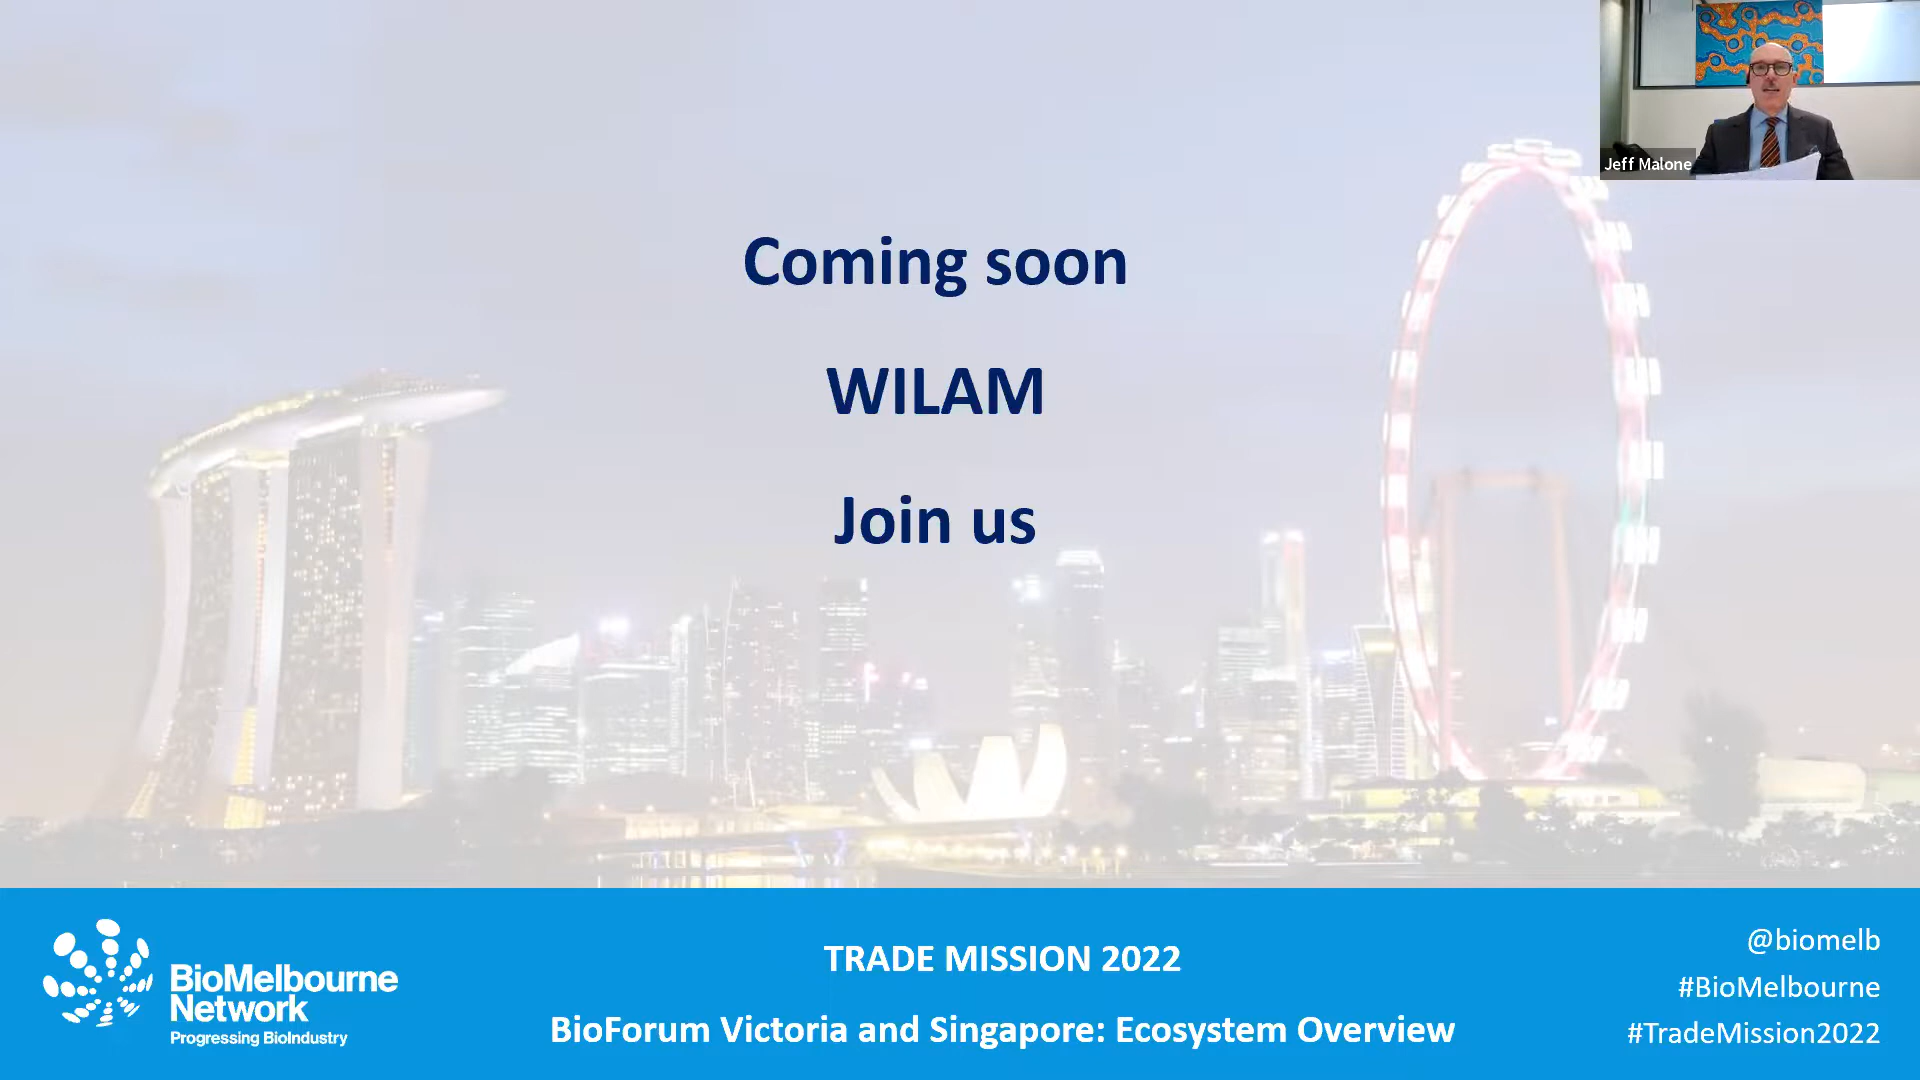 Jeff Malone
Coming soon
WILAM
Join us
BioMelbourne
Network
Progressing BioIndustry
TRADE MISSION 2022
BioForum Victoria and Singapore: Ecosystem Overview
@biomelb
#BioMelbourne
#TradeMission2022